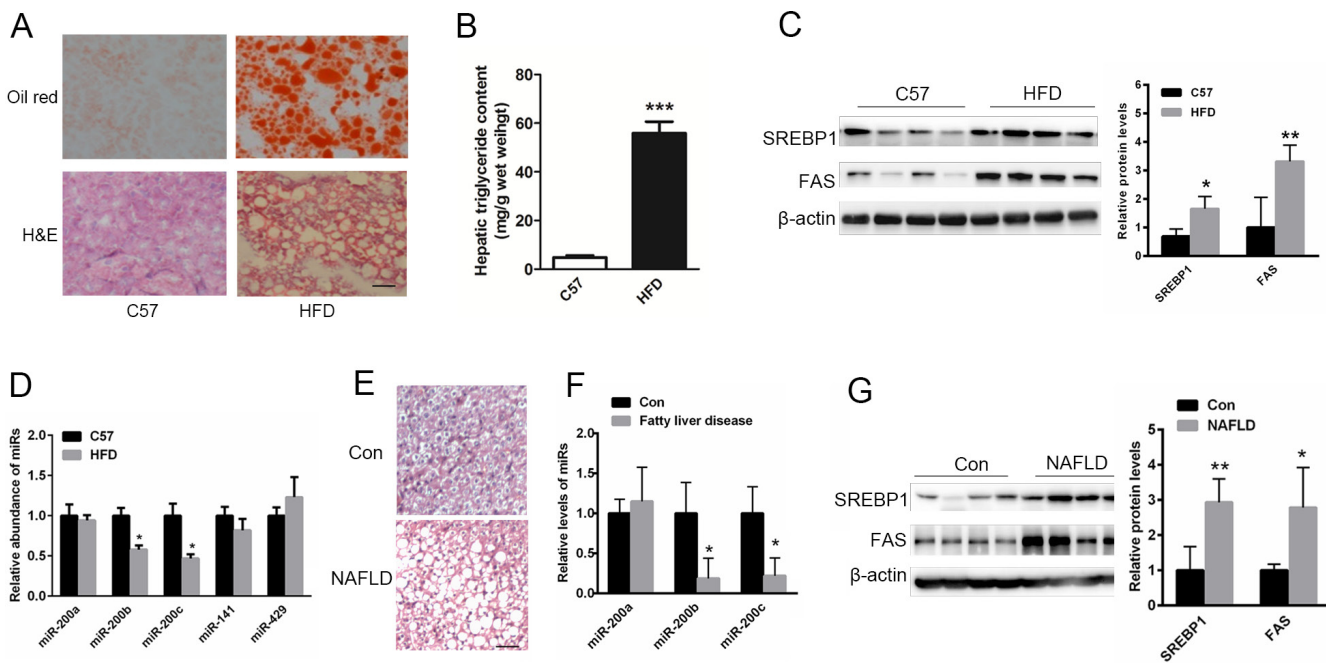 A
Oil red
H&E
C57
HFD
B
Hepatic triglyceride content
(mg/g wet weihgt)
80
60
40
20
0
***
C57
HFD
C
C57
HFD
SREBP1
FAS
β-actin
Relative protein levels
C57
HFD
6
4
3
2
1
0
*
**
SREBP1
FAS
D
Relative abundance of miRs
C57
HFD
2.0
1.5
1.0
0.5
0.0
*
*
miR-200a
miR-200b
miR-200c
miR-141
miR-429
E
Con
NAFLD
F
Con
Fatty liver disease
Relative levels of miRs
2.0
1.5
1.0
0.5
0.0
*
*
miR-200a
miR-200b
miR-200c
G
Con
NAFLD
SREBP1
FAS
β-actin
Con
NAFLD
Relative protein levels
5
4
3
2
1
0
**
*
SREBP1
FAS